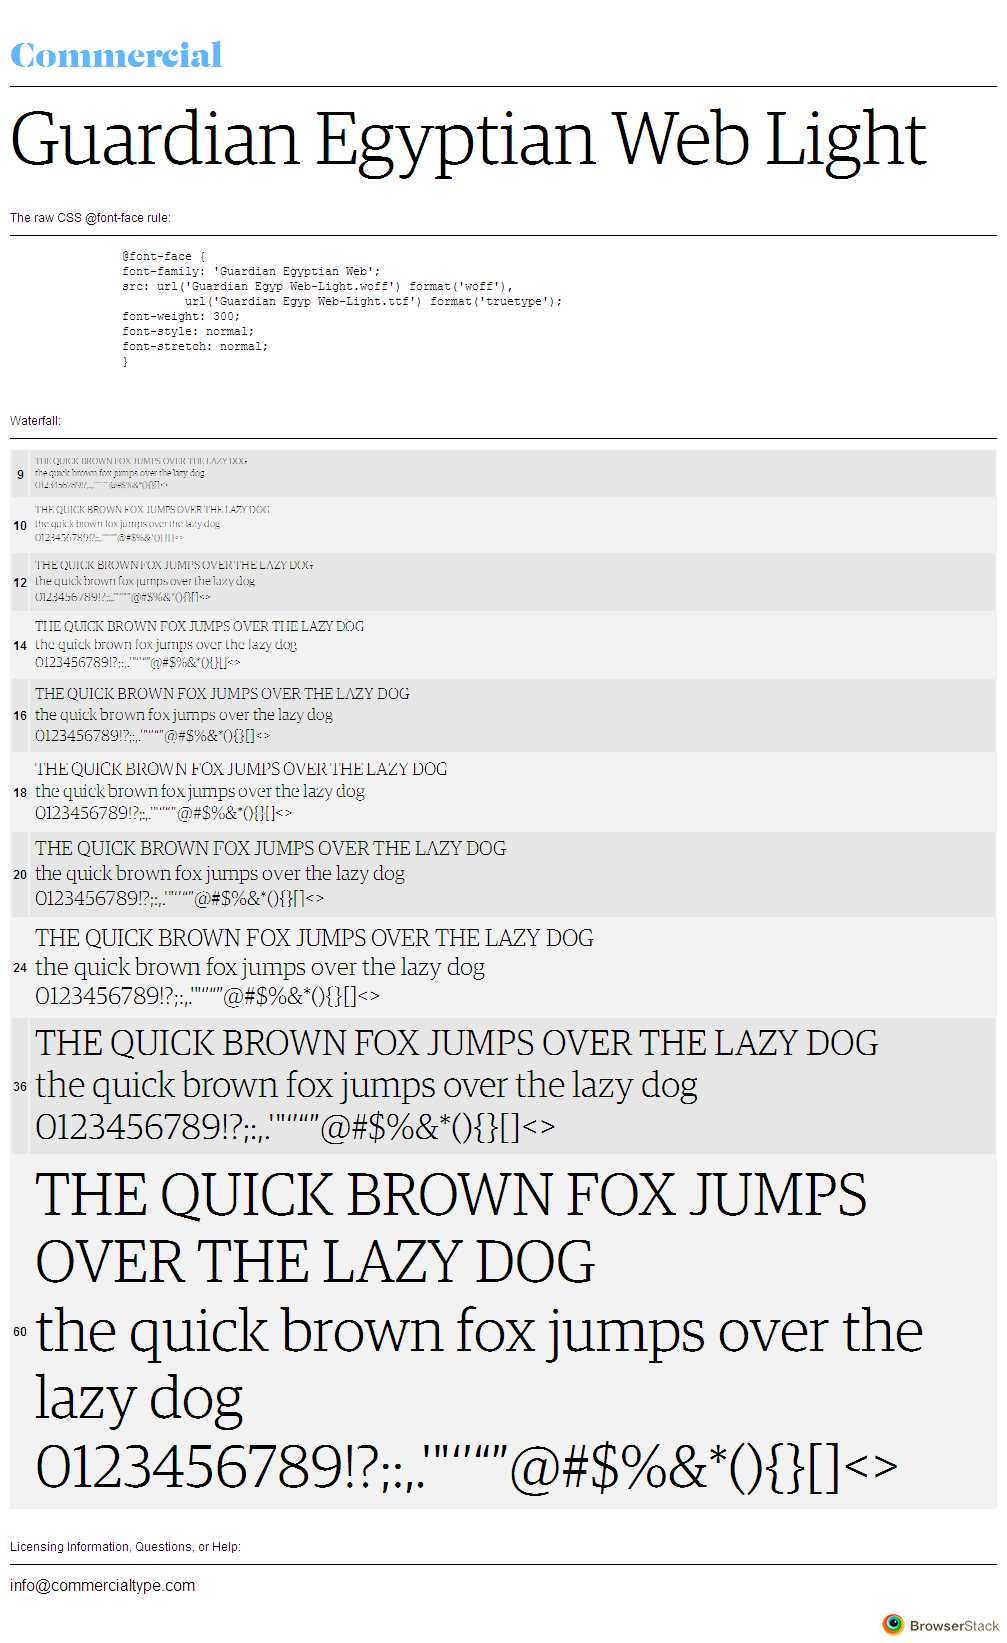 Commercial
Guardian Egyptian Web Light
The raw CSS @font-face rule:
@font-face {
font-family: 'Guardian Egyptian Web';
src: url('Guardian Egyp Web-Light.woff') format('woff'),
url('Guardian Egyp Web-Light.ttf') format('truetype');
font-weight: 300;
font-style: normal;
font-stretch: normal;
}
Waterfall:
9
THE QUICK BROWN FOX JUMPS OVER THE LAZY DOG
the quick brown fox jumps over the lazy dog
0123456789!?;:,.'"‘’“”@#$%&*(){}[]<>
10
THE QUICK BROWN FOX JUMPS OVER THE LAZY DOG
the quick brown fox jumps over the lazy dog
0123456789!?;:,.'"‘’“”@#$%&*(){}[]<>
12
THE QUICK BROWN FOX JUMPS OVER THE LAZY DOG
the quick brown fox jumps over the lazy dog
0123456789!?;:,.'"‘’“”@#$%&*(){}[]<>
14
THE QUICK BROWN FOX JUMPS OVER THE LAZY DOG
the quick brown fox jumps over the lazy dog
0123456789!?;:,.'"‘’“”@#$%&*(){}[]<>
16
THE QUICK BROWN FOX JUMPS OVER THE LAZY DOG
the quick brown fox jumps over the lazy dog
0123456789!?;:,.'"‘’“”@#$%&*(){}[]<>
18
THE QUICK BROWN FOX JUMPS OVER THE LAZY DOG
the quick brown fox jumps over the lazy dog
0123456789!?;:,.'"‘’“”@#$%&*(){}[]<>
20
THE QUICK BROWN FOX JUMPS OVER THE LAZY DOG
the quick brown fox jumps over the lazy dog
0123456789!?;:,.'"‘’“”@#$%&*(){}[]<>
24
THE QUICK BROWN FOX JUMPS OVER THE LAZY DOG
the quick brown fox jumps over the lazy dog
0123456789!?;:,.'"‘’“”@#$%&*(){}[]<>
36
THE QUICK BROWN FOX JUMPS OVER THE LAZY DOG
the quick brown fox jumps over the lazy dog
0123456789!?;:,.'"‘’“”@#$%&*(){}[]<>
60
THE QUICK BROWN FOX JUMPS
OVER THE LAZY DOG
the quick brown fox jumps over the
lazy dog
0123456789!?;:,.'"‘’“”@#$%&*(){}[]<>
Licensing Information, Questions, or Help:
info@commercialtype.com
BrowserStack